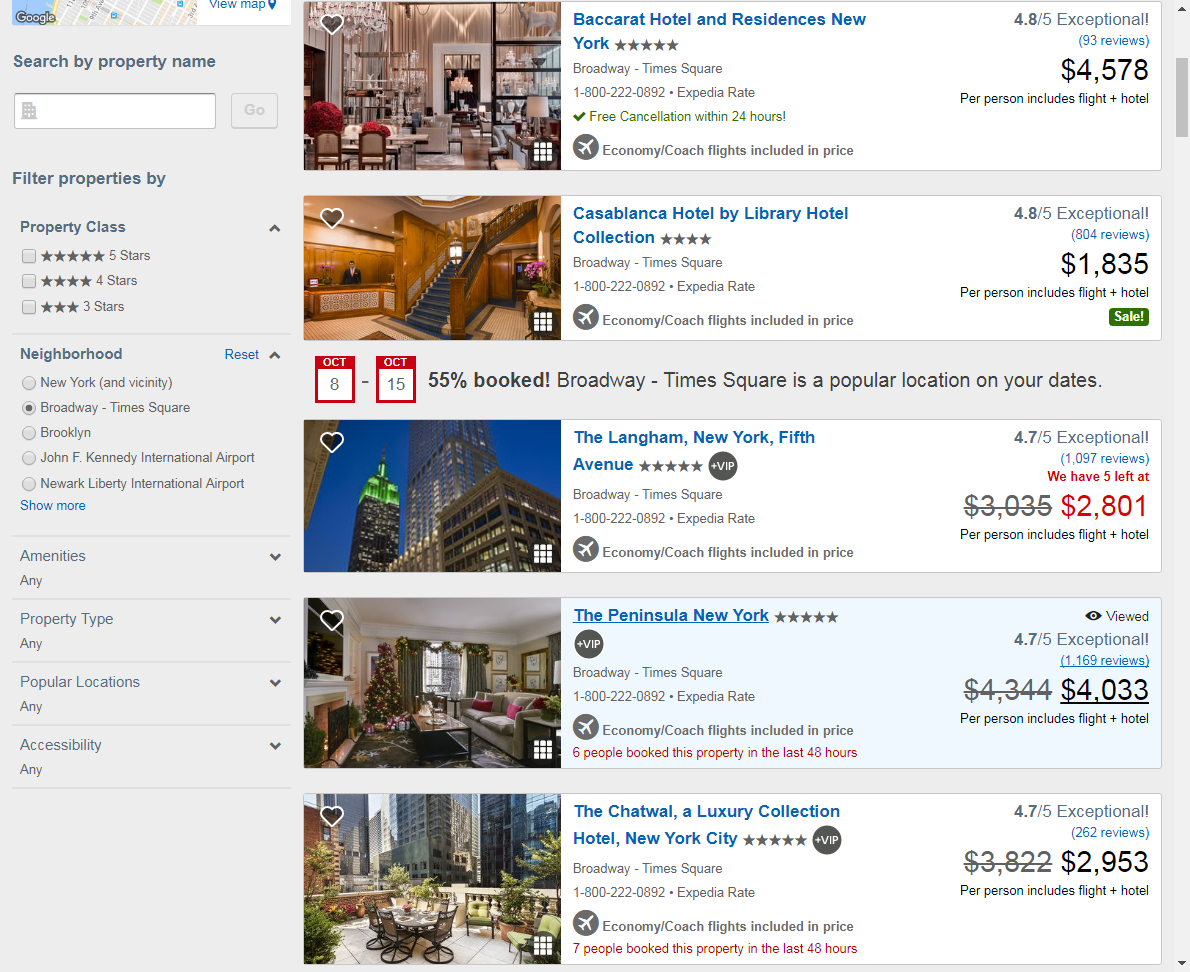 Google
View map
Search by property name
Go
Filter properties by
Property Class
★★★★★ 5 Stars
★★★★ 4 Stars
★★★ 3 Stars
Neighborhood
Reset
New York (and vicinity)
Broadway - Times Square
Brooklyn
John F. Kennedy International Airport
Newark Liberty International Airport
Show more
Amenities
Any
Property Type
Any
Popular Locations
Any
Accessibility
Any
Baccarat Hotel and Residences New
York ★★★★★
Broadway - Times Square
1-800-222-0892 • Expedia Rate
Free Cancellation within 24 hours!
Economy/Coach flights included in price
4.8/5 Exceptional!
(93 reviews)
$4,578
Per person includes flight + hotel
Casablanca Hotel by Library Hotel
Collection ★★★★
Broadway - Times Square
1-800-222-0892 • Expedia Rate
Economy/Coach flights included in price
4.8/5 Exceptional!
(804 reviews)
$1,835
Per person includes flight + hotel
Sale!
OCT
8
-
OCT
15
55% booked! Broadway - Times Square is a popular location on your dates.
The Langham, New York, Fifth
Avenue ★★★★★ +VIP
Broadway - Times Square
1-800-222-0892 • Expedia Rate
Economy/Coach flights included in price
4.7/5 Exceptional!
(1,097 reviews)
We have 5 left at
$3,035 $2,801
Per person includes flight + hotel
The Peninsula New York ★★★★★
+VIP
Broadway - Times Square
1-800-222-0892 • Expedia Rate
Economy/Coach flights included in price
6 people booked this property in the last 48 hours
Viewed
4.7/5 Exceptional!
(1,169 reviews)
$4,344 $4,033
Per person includes flight + hotel
The Chatwal, a Luxury Collection
Hotel, New York City ★★★★★ +VIP
Broadway - Times Square
1-800-222-0892 • Expedia Rate
Economy/Coach flights included in price
7 people booked this property in the last 48 hours
4.7/5 Exceptional!
(262 reviews)
$3,822 $2,953
Per person includes flight + hotel